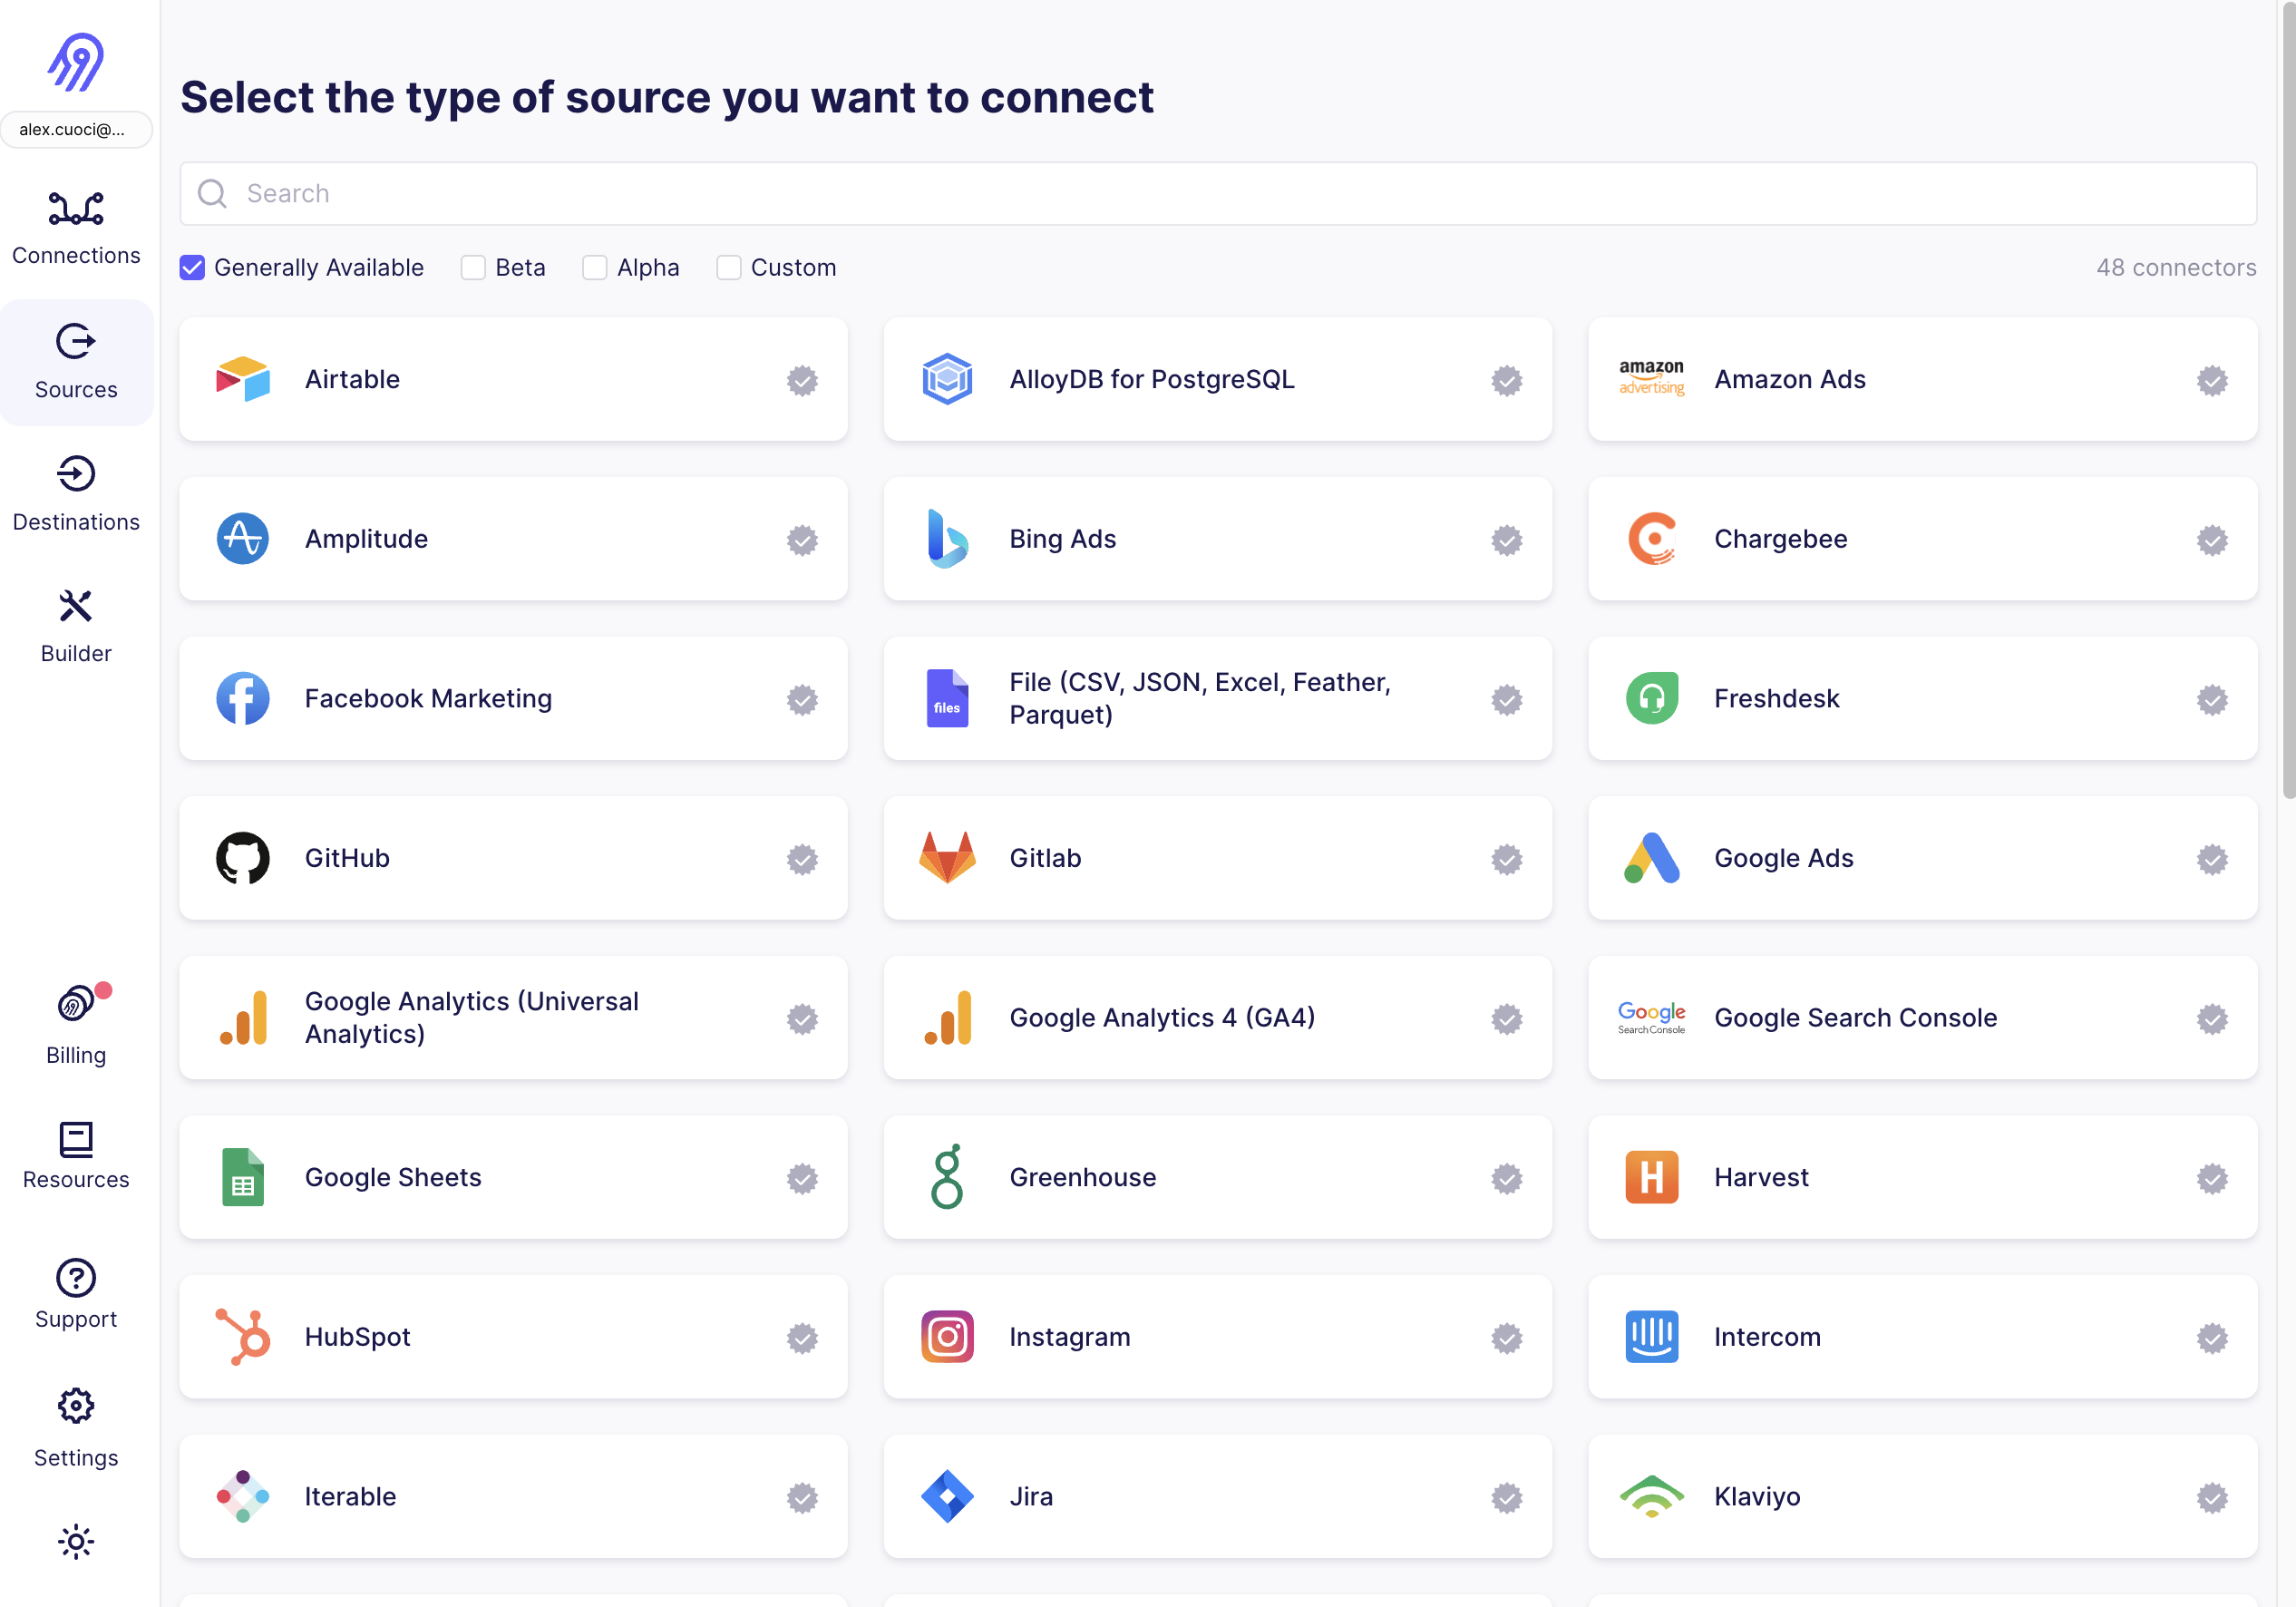 alex.cuoci@...
Connections
Sources
Destinations
Builder
Billing
Resources
Support
Settings
Select the type of source you want to connect
Search
Generally Available
Beta
Alpha
Custom
48 connectors
Airtable
AlloyDB for PostgreSQL
amazon
advertising
Amazon Ads
Amplitude
Bing Ads
Chargebee
Facebook Marketing
files
File (CSV, JSON, Excel, Feather,
Parquet)
Freshdesk
GitHub
Gitlab
Google Ads
Google Analytics (Universal
Analytics)
Google Analytics 4 (GA4)
Google
Search Console
Google Search Console
Google Sheets
Greenhouse
H
Harvest
HubSpot
Instagram
Intercom
Iterable
Jira
Klaviyo